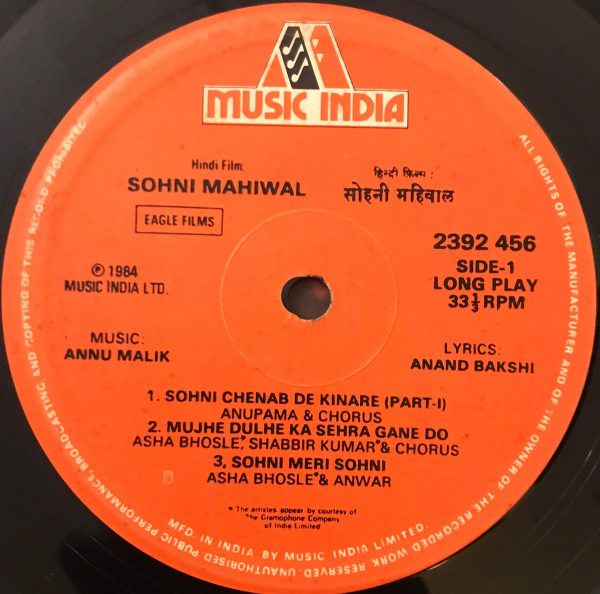 MUSIC INDIA
Hindi Film:
SOHNI MAHIWAL
EAGLE FILMS
हिन्दी फ़िल्म :
सोहनी महिवाल
℗ 1984
MUSIC INDIA LTD.
2392 456
SIDE-1
LONG PLAY
33⅓ RPM
MUSIC:
ANNU MALIK
LYRICS:
ANAND BAKSHI
1. SOHNI CHENAB DE KINARE (PART-I)
ANUPAMA & CHORUS
2. MUJHE DULHE KA SEHRA GANE DO
ASHA BHOSLE,* SHABBIR KUMAR* & CHORUS
3, SOHNI MERI SOHNI
ASHA BHOSLE* & ANWAR
* The artistes appear by courtesy of
The Gramophone Company
of India Limited
MFD. IN INDIA BY MUSIC INDIA LIMITED.
ALL RIGHTS OF THE MANUFACTURER AND OF THE OWNER OF THE RECORDED WORK RESERVED. UNAUTHORISED PUBLIC PERFORMANCE, BROADCASTING AND COPYING OF THIS RECORD PROHIBITED